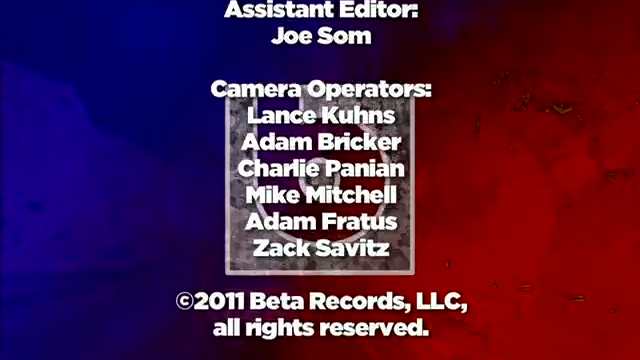 Assistant Editor:
Joe Som
Camera Operators:
Lance Kuhns
Adam Bricker
Charlie Panian
Mike Mitchell
Adam Fratus
Zack Savitz
©2011 Beta Records, LLC,
all rights reserved.